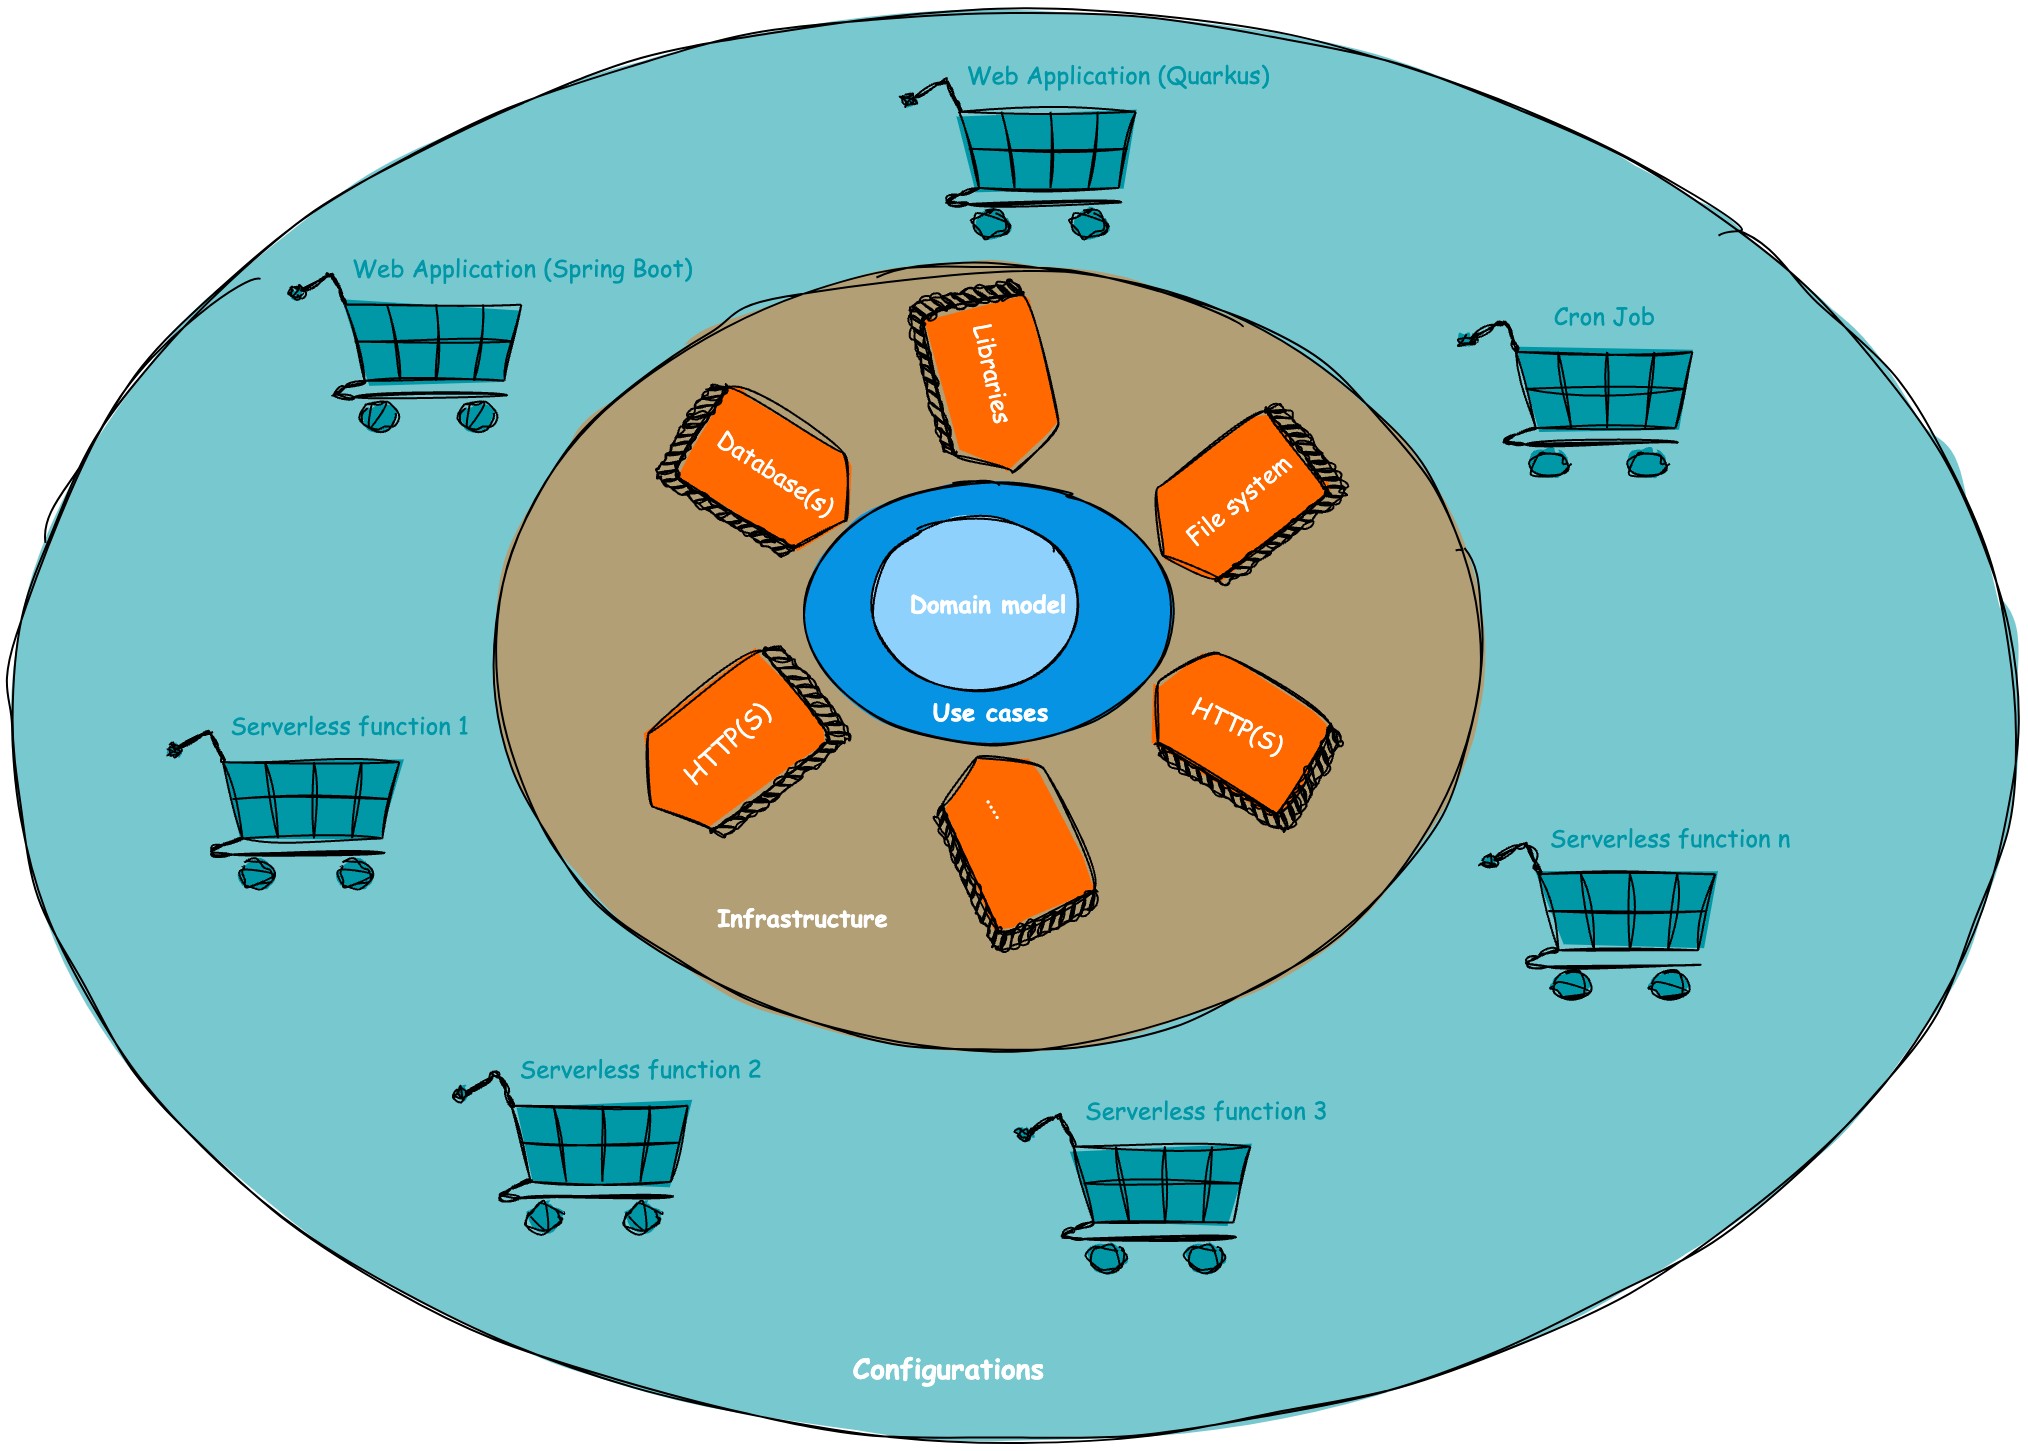 Web Application (Quarkus)
Web Application (Spring Boot)
Cron Job
Libraries
Database(s)
File system
Domain model
Use cases
HTTP(S)
HTTP(S)
....
Serverless function 1
Serverless function n
Infrastructure
Serverless function 2
Serverless function 3
Configurations